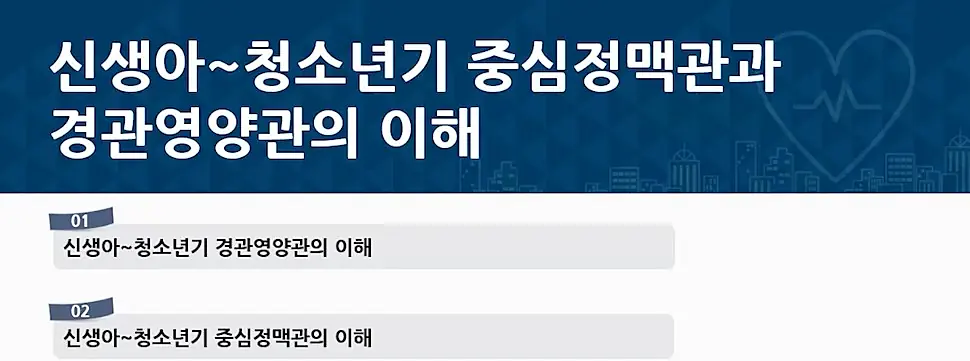 신생아~청소년기 중심정맥관과
경관영양관의 이해
01
신생아~청소년기 경관영양관의 이해
02
신생아~청소년기 중심정맥관의 이해